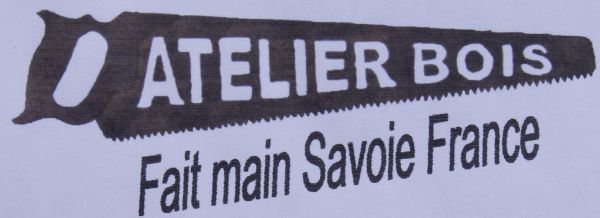 ATELIER BOIS
Fait main Savoie France